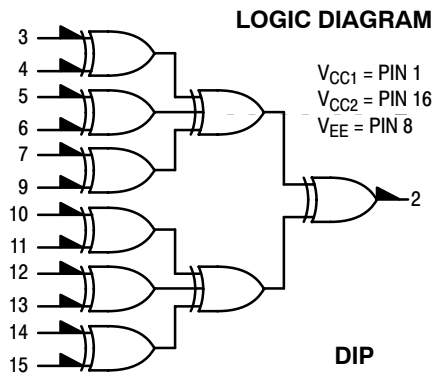 LOGIC DIAGRAM
3
4
5
6
7
9
10
11
12
13
14
15
VCC1 = PIN 1
VCC2 = PIN 16
VEE = PIN 8
2
DIP